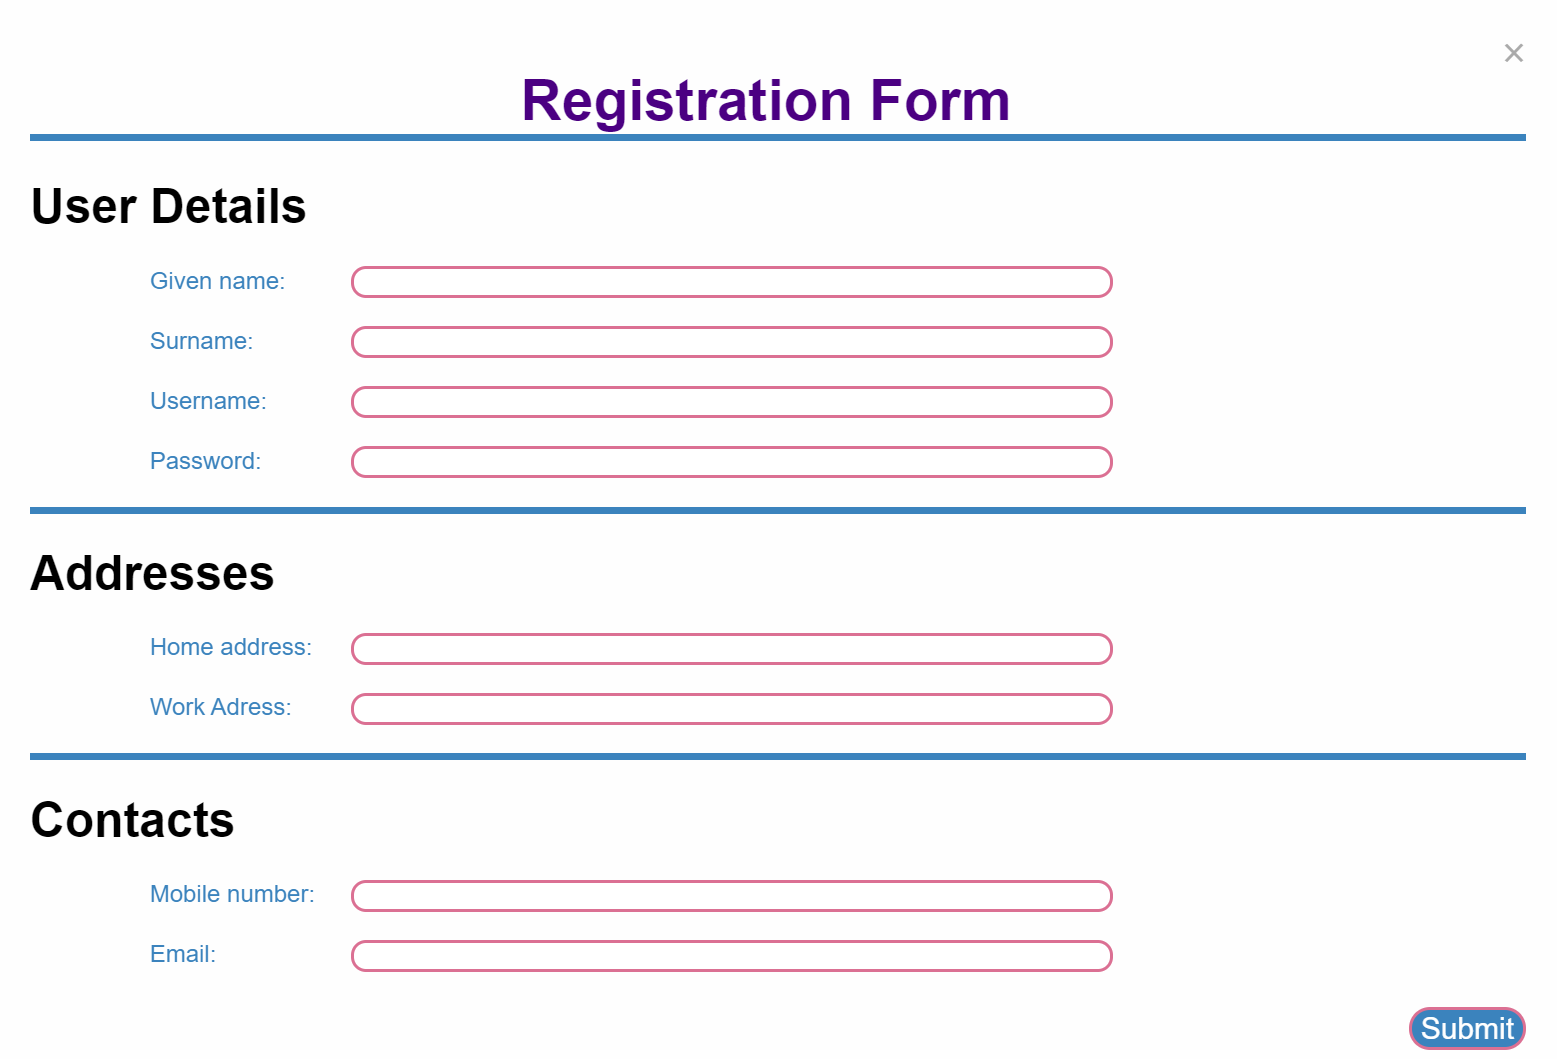 ×
Registration Form
User Details
Given name:
Surname:
Username:
Password:
Addresses
Home address:
Work Adress:
Contacts
Mobile number:
Email:
Submit